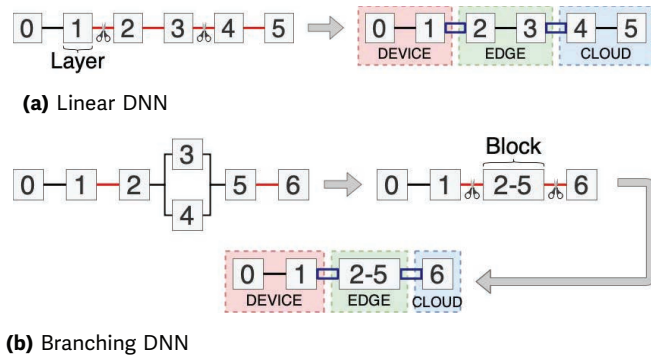 0 1 2 3 4 5 0 1 2 3 4 5
Layer DEVICE EDGE CLOUD
(a) Linear DNN
Block
3
0 1 2 5 6 0 1 2-5 6
4
0 1 2-5 6
DEVICE EDGE CLOUD
(b) Branching DNN